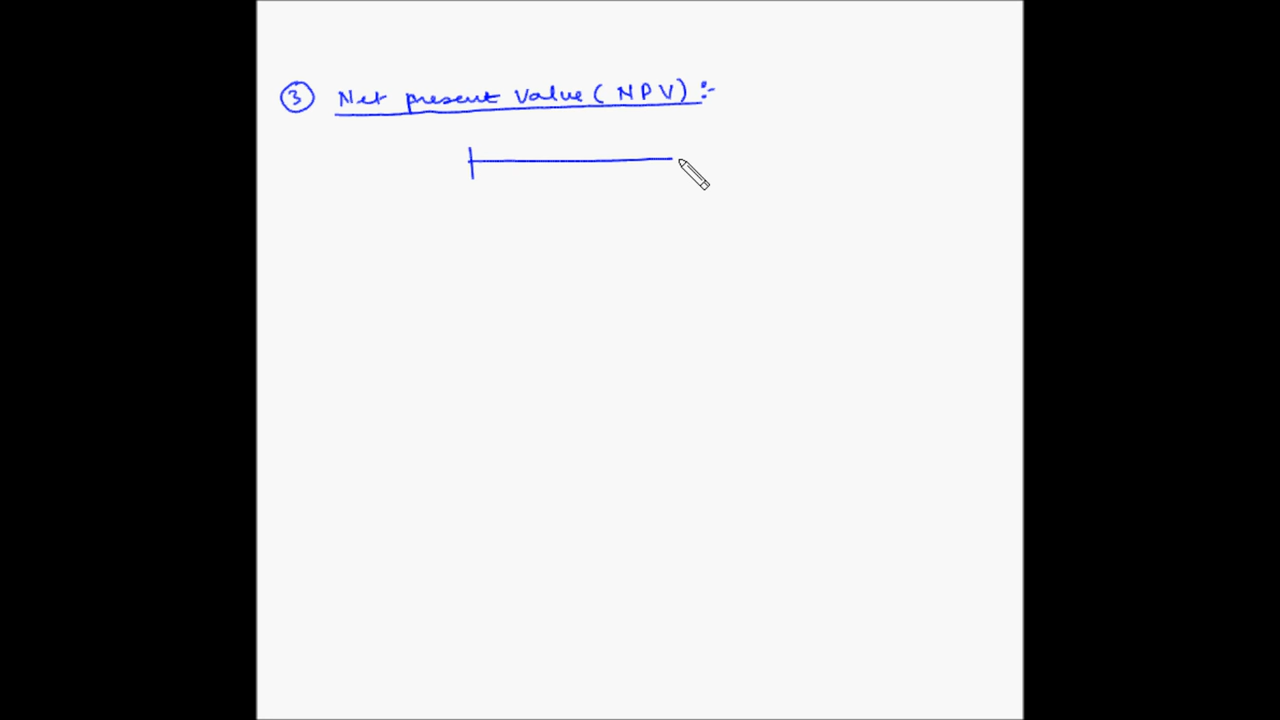 ③ Net present Value ( NPV) :-